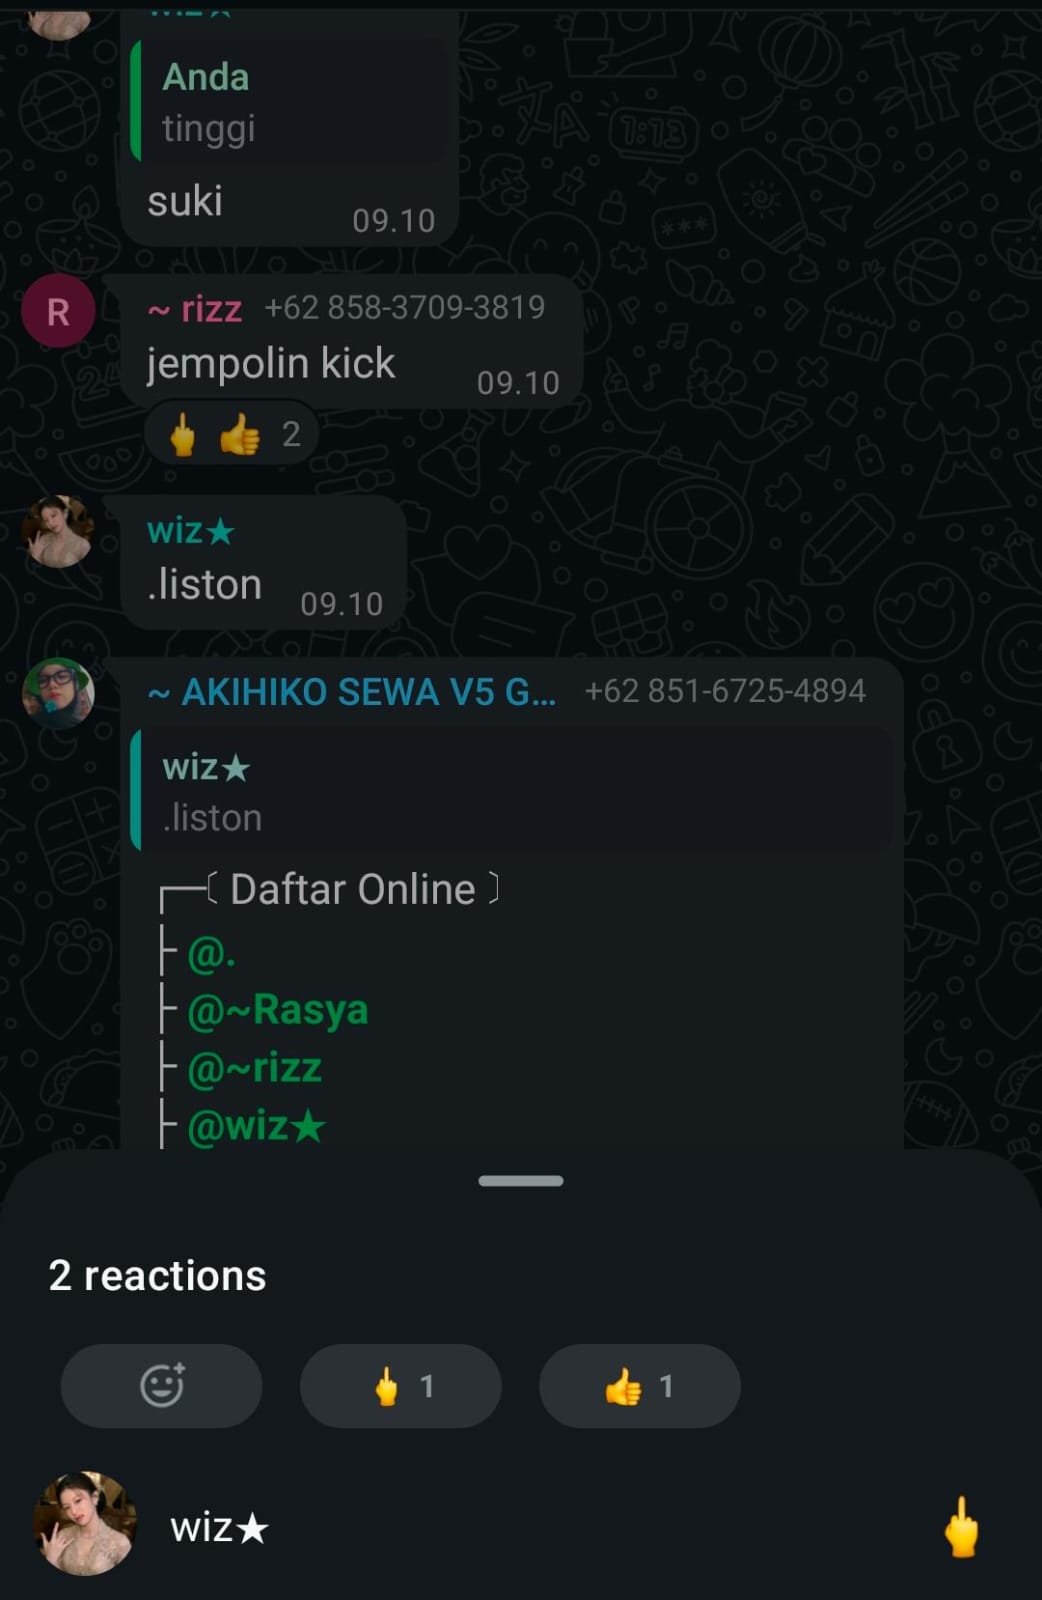 wiz★
Anda
tinggi
suki
09.10
R
~ rizz +62 858-3709-3819
jempolin kick
09.10
2
wiz★
.liston
09.10
~ AKIHIKO SEWA V5 G... +62 851-6725-4894
wiz★
.liston
┌─〔 Daftar Online 〕
├ @.
├ @~Rasya
├ @~rizz
├ @wiz★
2 reactions
1
1
wiz★